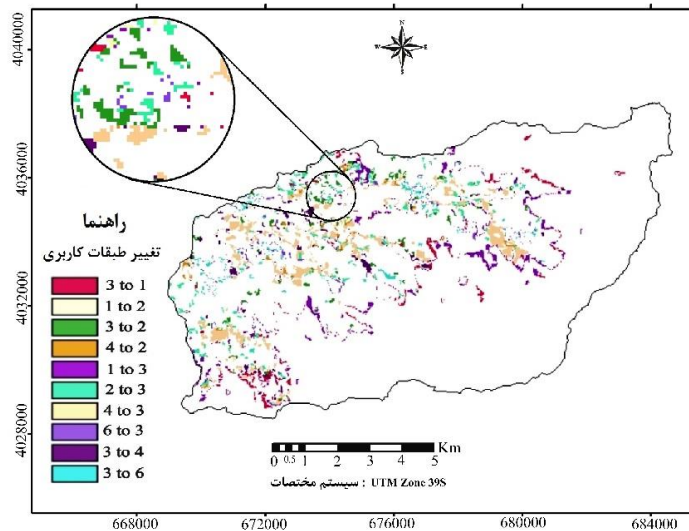 4040000
4036000
4032000
4028000
N
W
E
S
راهنما
تغییر طبقات کاربری
3 to 1
1 to 2
3 to 2
4 to 2
1 to 3
2 to 3
4 to 3
6 to 3
3 to 4
3 to 6
Km
0 0.5 1 2 3 4 5
سیستم مختصات : UTM Zone 39S
668000 672000 676000 680000 684000